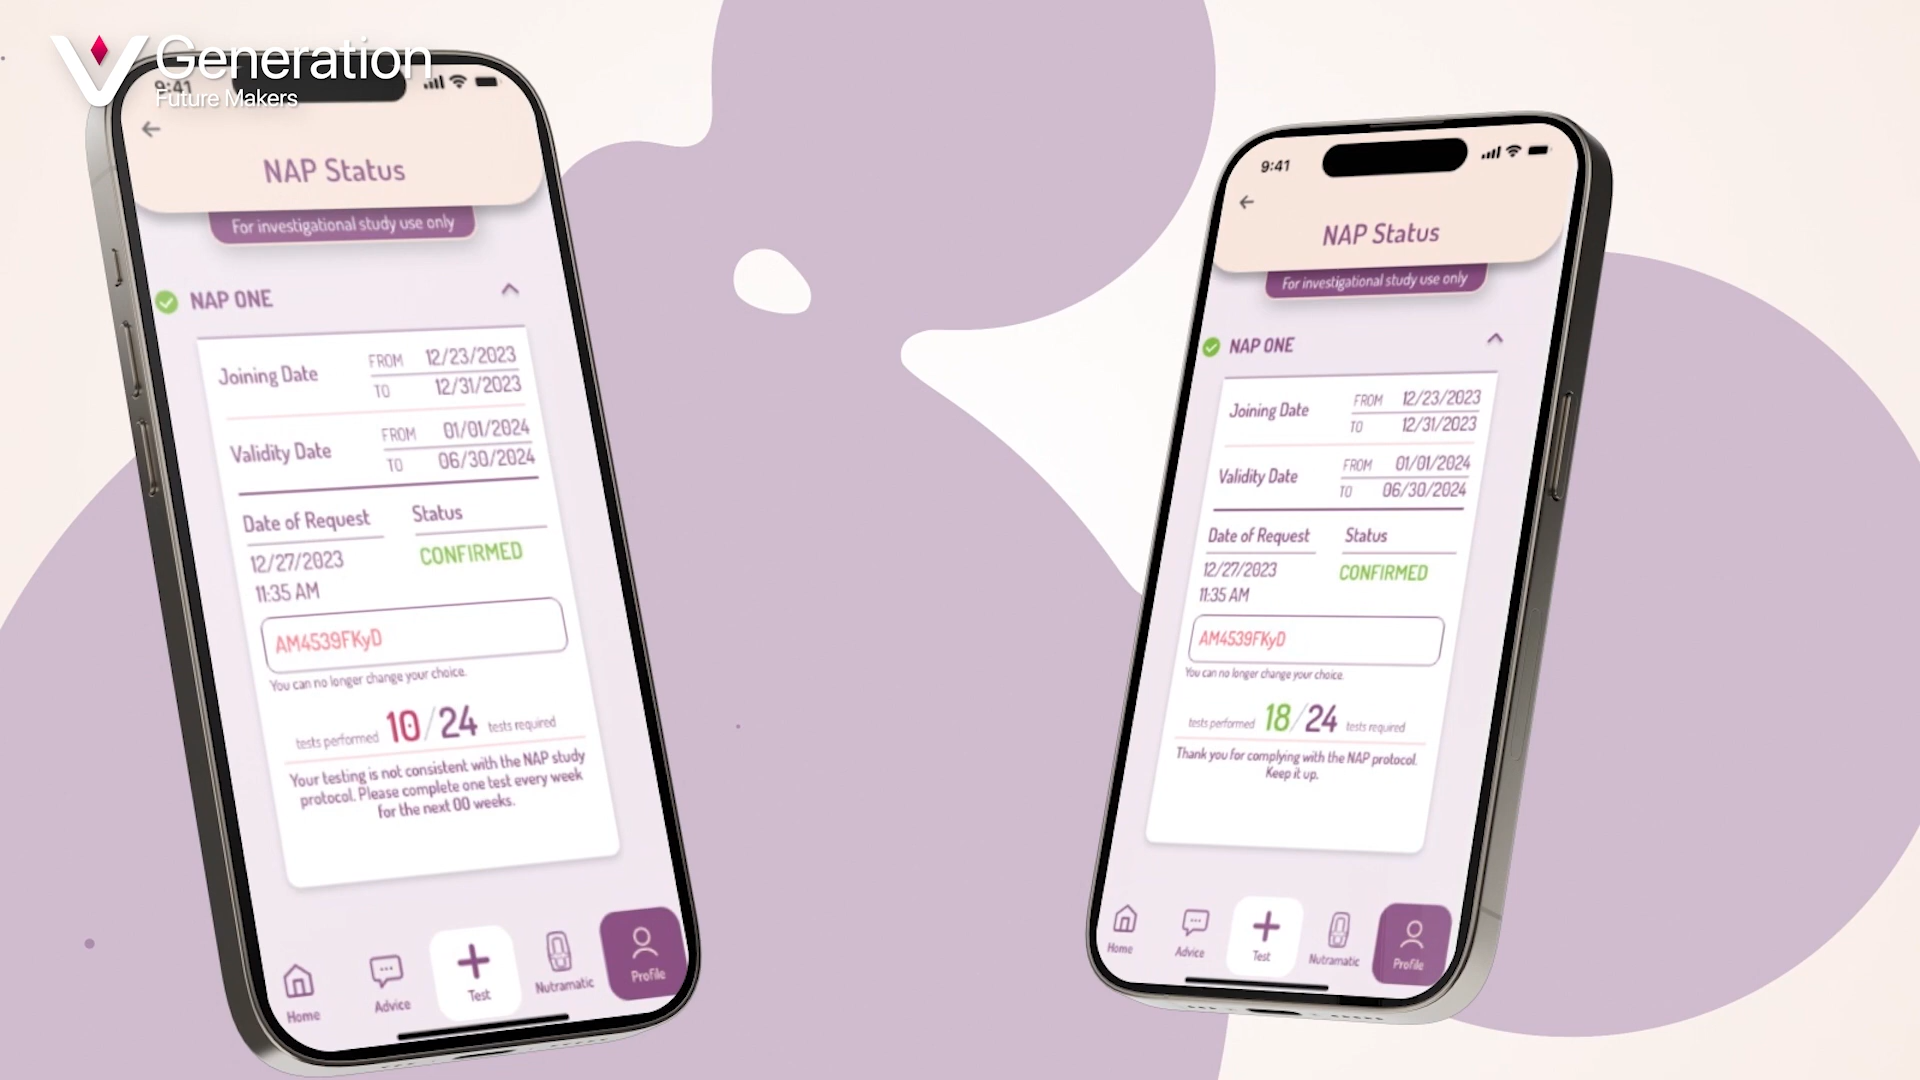 Generation
Future Makers
9:41
NAP Status
For investigational study use only
NAP ONE
Joining Date
FROM 12/23/2023
TO 12/31/2023
Validity Date
FROM 01/01/2024
TO 06/30/2024
Date of Request Status
12/27/2023 CONFIRMED
11:35 AM
AM4539FKyD
You can no longer change your choice.
tests performed 10/24 tests required
Your testing is not consistent with the NAP study
protocol. Please complete one test every week
for the next 00 weeks.
Home Advice Test Nutramatic Profile
9:41
NAP Status
For investigational study use only
NAP ONE
Joining Date
FROM 12/23/2023
TO 12/31/2023
Validity Date
FROM 01/01/2024
TO 06/30/2024
Date of Request Status
12/27/2023 CONFIRMED
11:35 AM
AM4539FKyD
You can no longer change your choice.
tests performed 18/24 tests required
Thank you for complying with the NAP protocol.
Keep it up.
Home Advice Test Nutramatic Profile